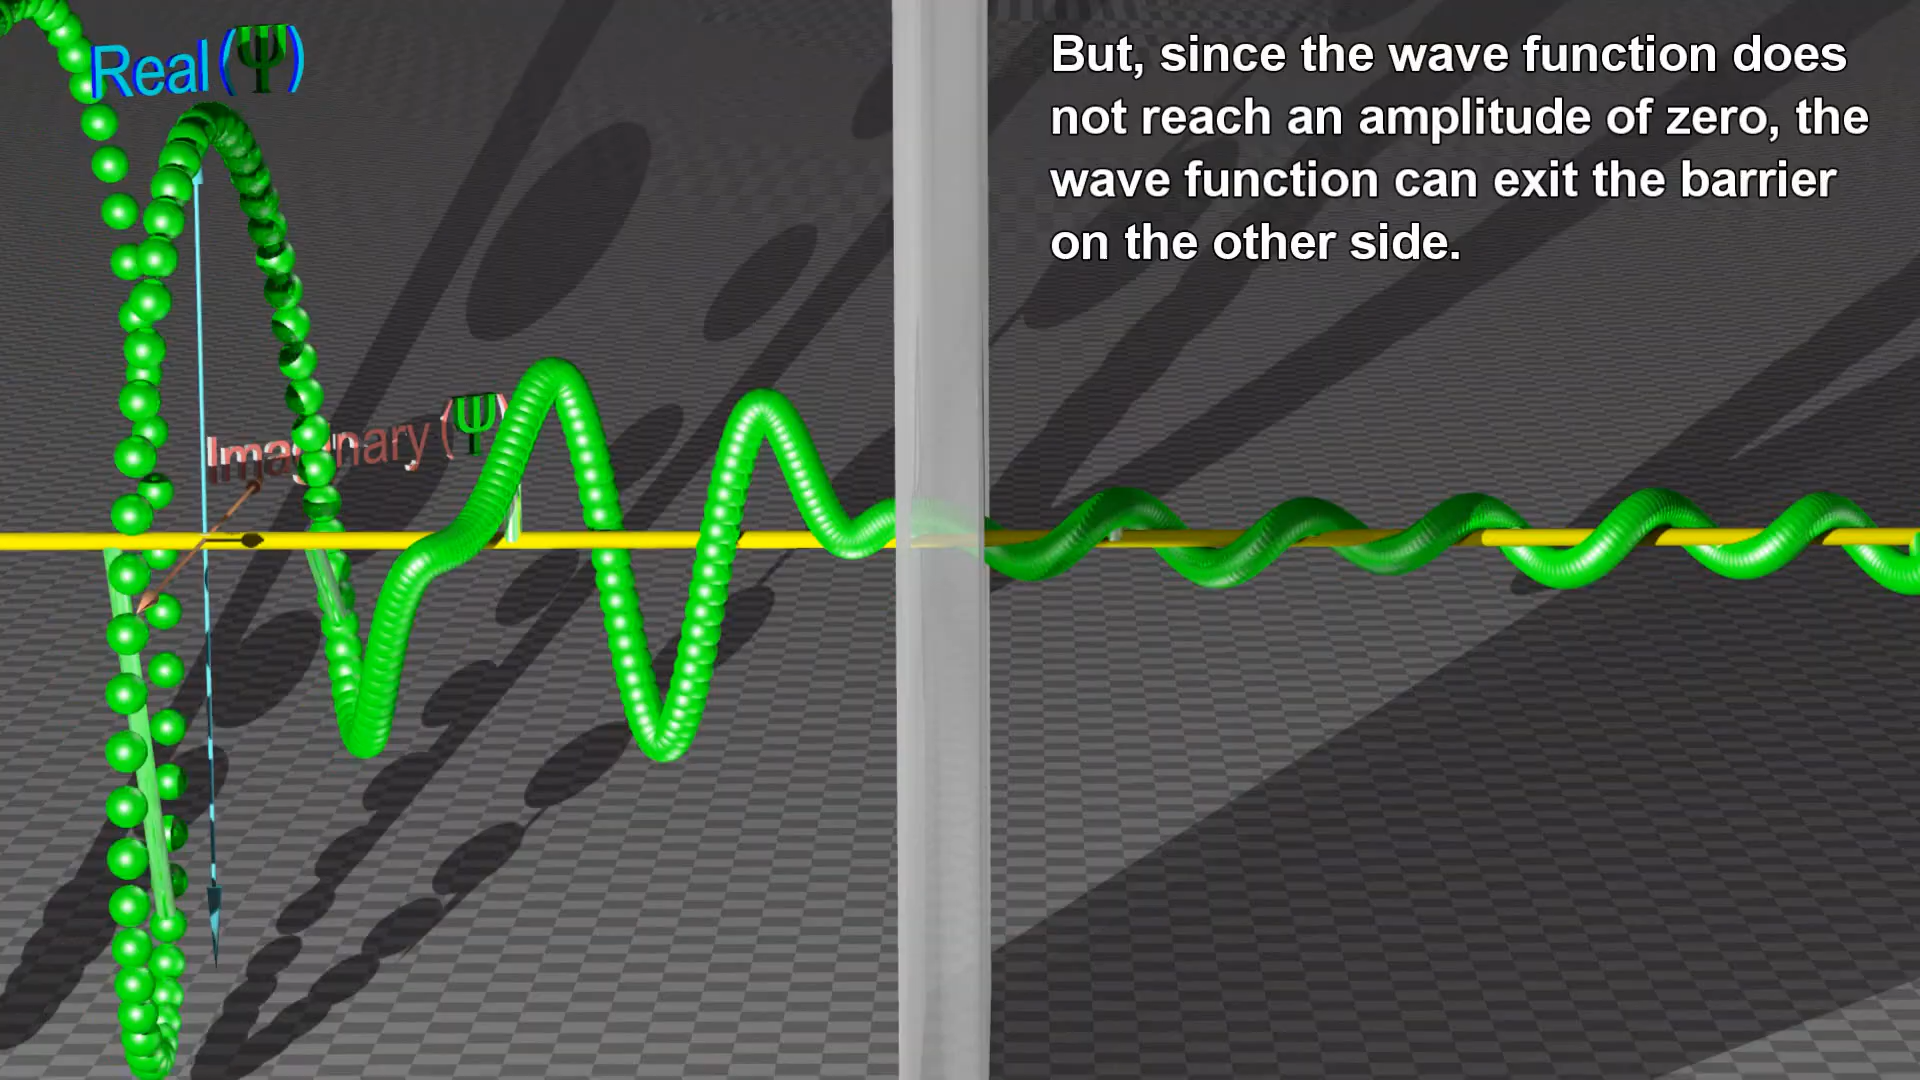 Real(Ψ)
But, since the wave function does
not reach an amplitude of zero, the
wave function can exit the barrier
on the other side.
Imaginary(Ψ)